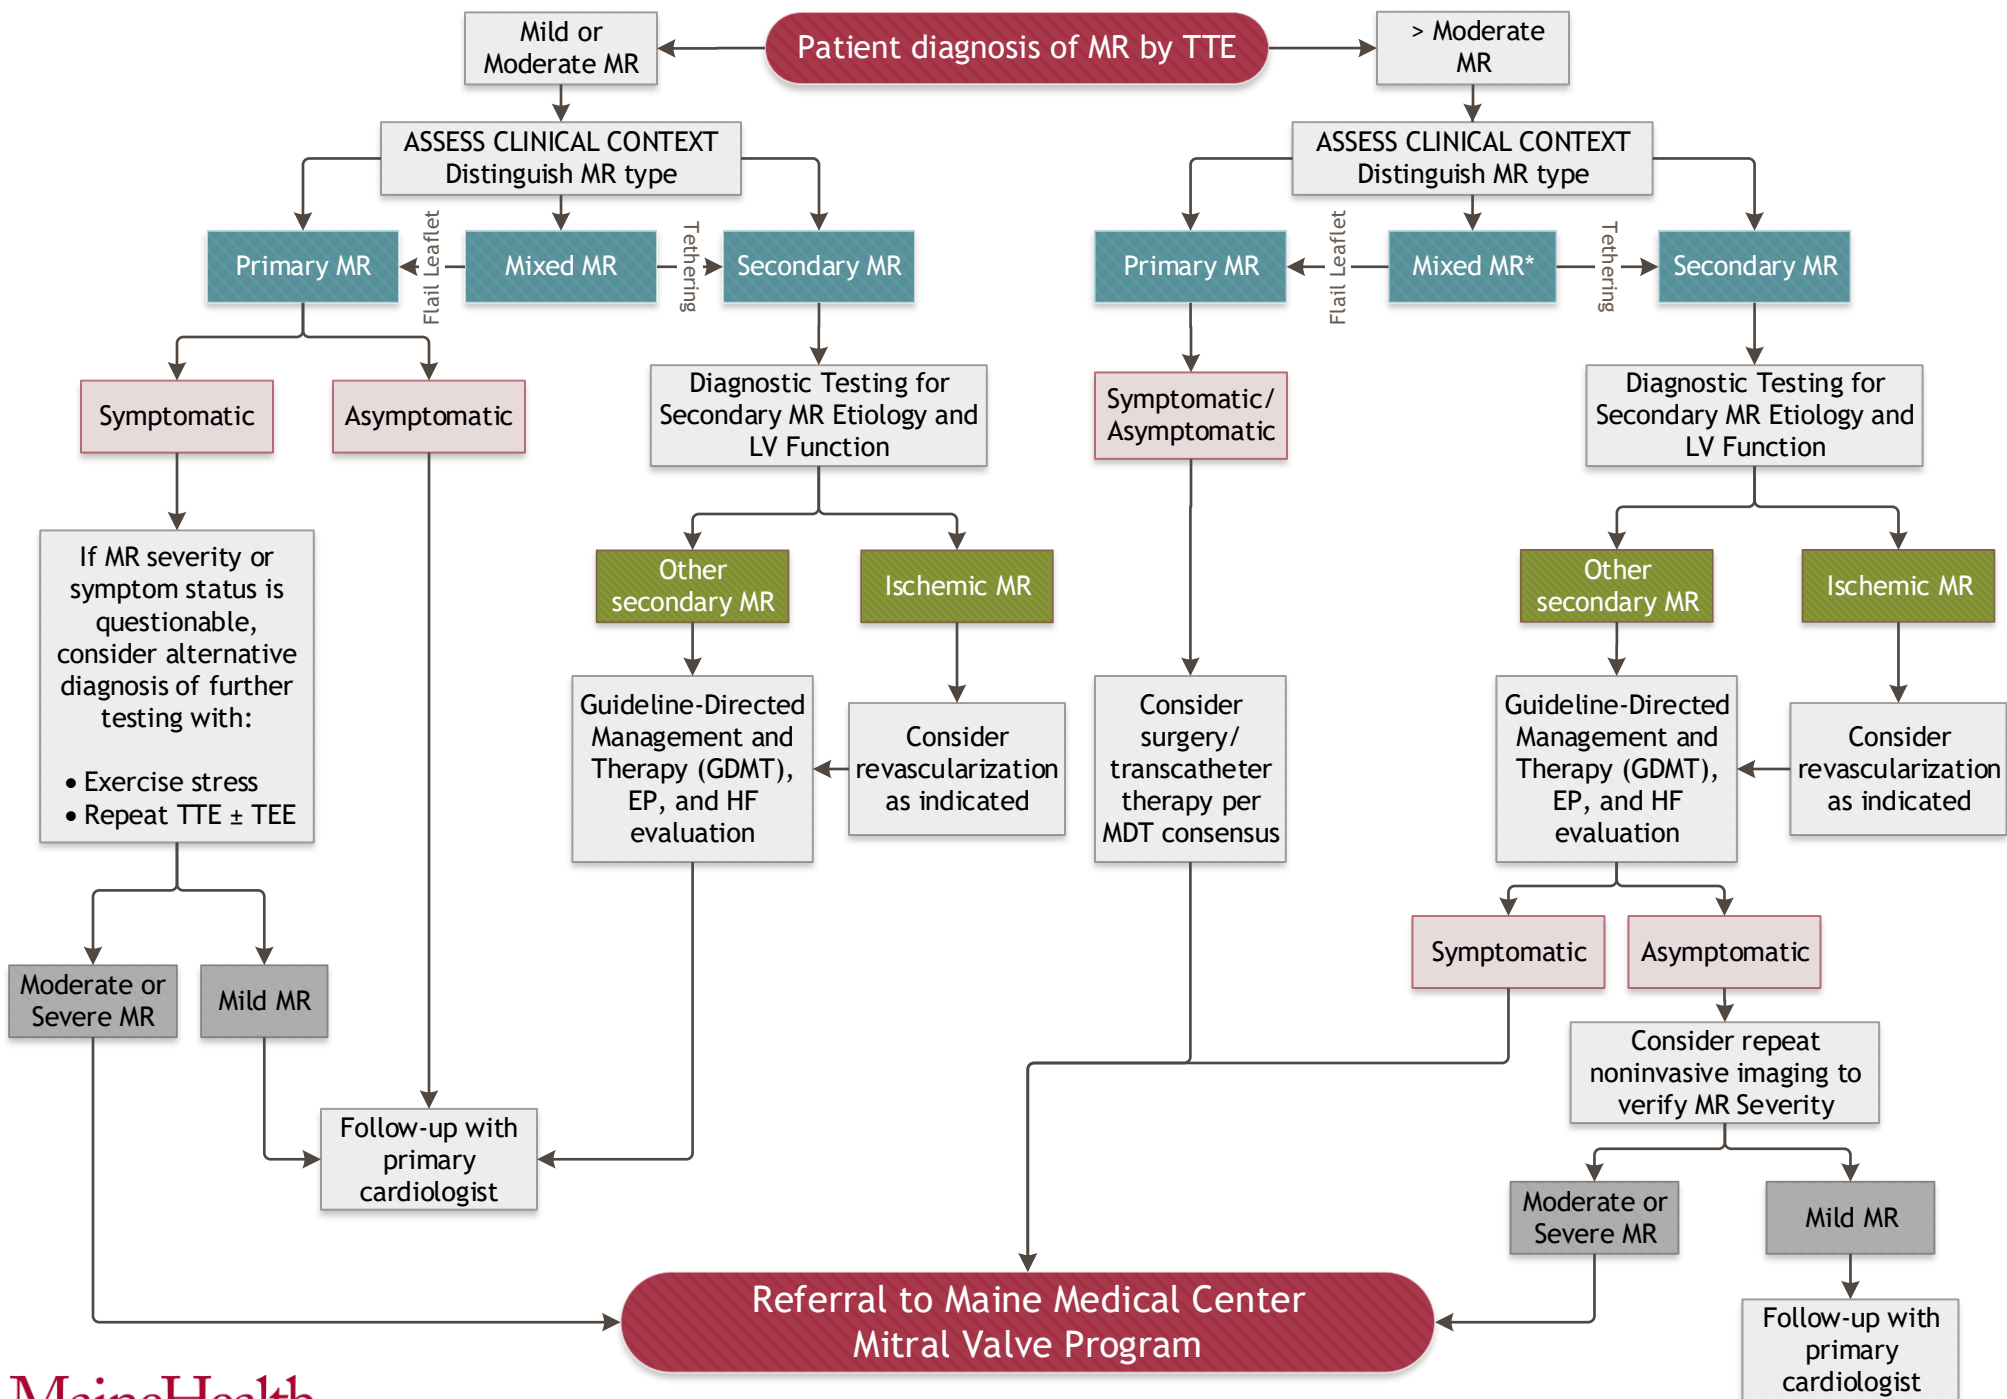 Patient diagnosis of MR by TTE
Mild or
Moderate MR
ASSESS CLINICAL CONTEXT
Distinguish MR type
Primary MR
Flail Leaflet
Mixed MR
Tethering
Secondary MR
Symptomatic
Asymptomatic
Diagnostic Testing for
Secondary MR Etiology and
LV Function
If MR severity or
symptom status is
questionable,
consider alternative
diagnosis of further
testing with:
• Exercise stress
• Repeat TTE ± TEE
Other
secondary MR
Ischemic MR
Guideline-Directed
Management and
Therapy (GDMT),
EP, and HF
evaluation
Consider
revascularization
as indicated
Moderate or
Severe MR
Mild MR
Follow-up with
primary
cardiologist
> Moderate
MR
ASSESS CLINICAL CONTEXT
Distinguish MR type
Primary MR
Flail Leaflet
Mixed MR*
Tethering
Secondary MR
Symptomatic/
Asymptomatic
Diagnostic Testing for
Secondary MR Etiology and
LV Function
Other
secondary MR
Ischemic MR
Consider
surgery/
transcatheter
therapy per
MDT consensus
Guideline-Directed
Management and
Therapy (GDMT),
EP, and HF
evaluation
Consider
revascularization
as indicated
Symptomatic
Asymptomatic
Consider repeat
noninvasive imaging to
verify MR Severity
Moderate or
Severe MR
Mild MR
Follow-up with
primary
cardiologist
Referral to Maine Medical Center
Mitral Valve Program
MaineHealth